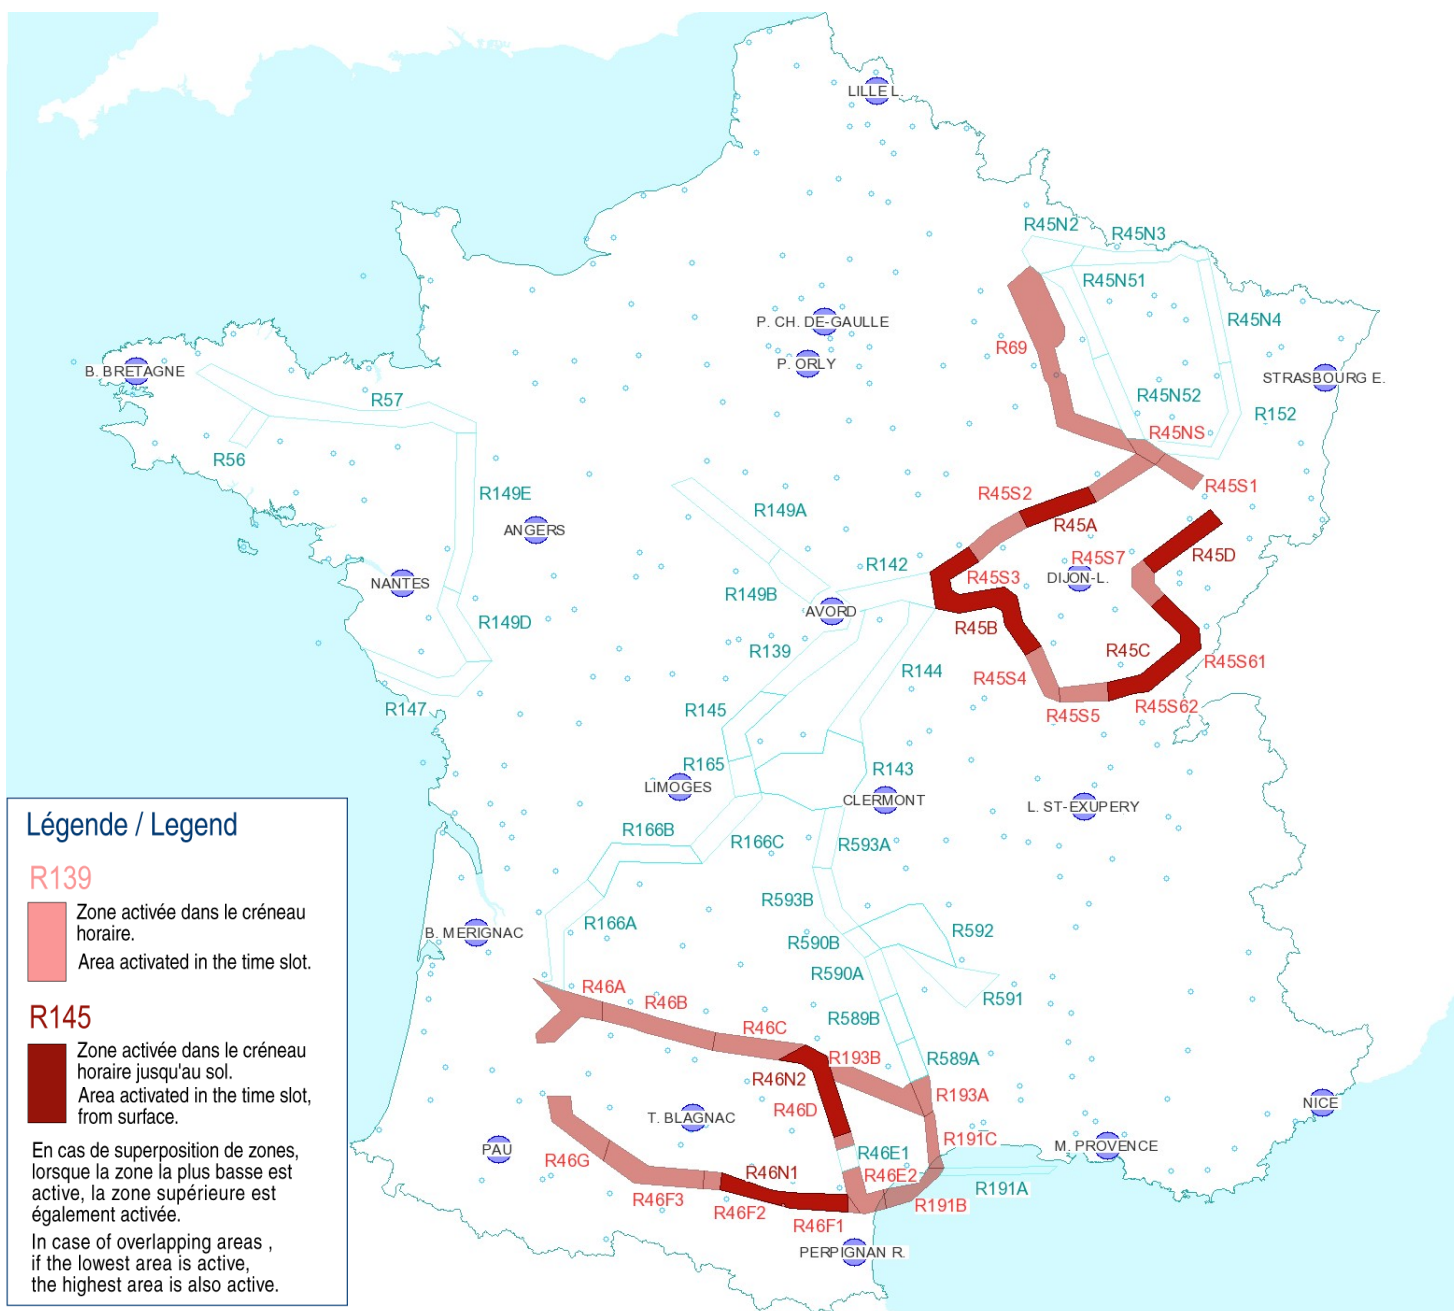 LILLE L.
R45N2
R45N3
R45N51
P. CH. DE-GAULLE
R45N4
R69
P. ORLY
B. BRETAGNE
STRASBOURG E.
R57
R45N52
R152
R45NS
R56
R45S1
R149E
R45S2
R149A
R45A
ANGERS
R45S7
R45D
R142
R45S3
DIJON-L.
NANTES
R149B
AVORD
R149D
R45B
R139
R45C
R45S61
R144
R45S4
R147
R145
R45S5
R45S62
R165
R143
LIMOGES
CLERMONT
L. ST-EXUPERY
R166B
R166C
R593A
R593B
R166A
R592
B. MERIGNAC
R590B
R590A
R46A
R591
R46B
R589B
R46C
R193B
R589A
R46N2
R193A
R46D
T. BLAGNAC
NICE
R191C
PAU
R46G
R46E1
M. PROVENCE
R46N1
R46E2
R191A
R46F3
R46F2
R191B
R46F1
PERPIGNAN R.
Légende / Legend
R139
Zone activée dans le créneau
horaire.
Area activated in the time slot.
R145
Zone activée dans le créneau
horaire jusqu'au sol.
Area activated in the time slot,
from surface.
En cas de superposition de zones,
lorsque la zone la plus basse est
active, la zone supérieure est
également activée.
In case of overlapping areas ,
if the lowest area is active,
the highest area is also active.